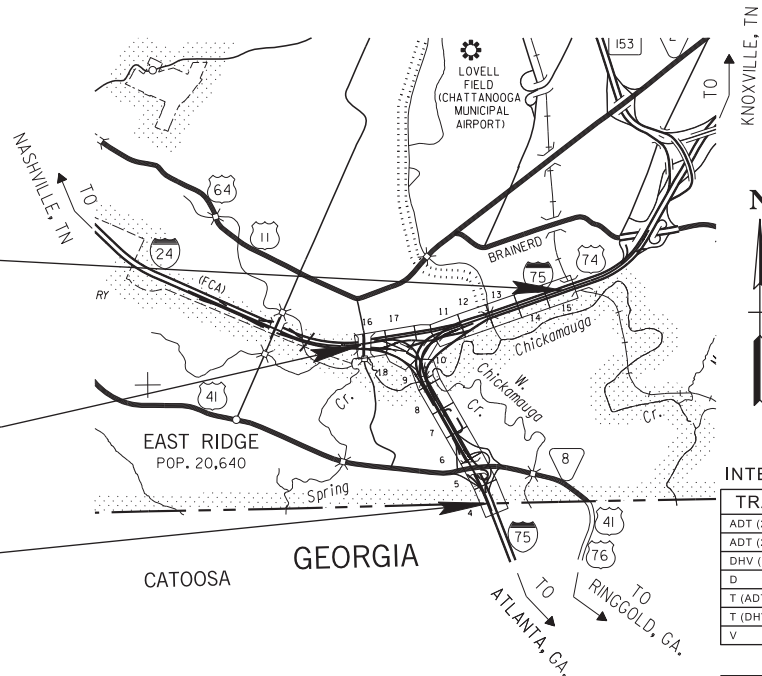 153
TO
KNOXVILLE, TN
LOVELL
FIELD
(CHATTANOOGA
MUNICIPAL
AIRPORT)
NASHVILLE, TN
TO
64
11
24
(FCA)
RY
BRAINERD
75
74
N
16
17
11
12
13
14
15
18
10
9
8
7
6
5
4
Chickamauga
W.
Chickamauga
Cr.
Cr.
Cr.
41
EAST RIDGE
POP. 20,640
Spring
8
41
76
75
GEORGIA
CATOOSA
TO
ATLANTA, GA.
TO
RINGGOLD, GA.
INTE
TR
ADT (
ADT (
DHV (
D
T (AD
T (DH
V